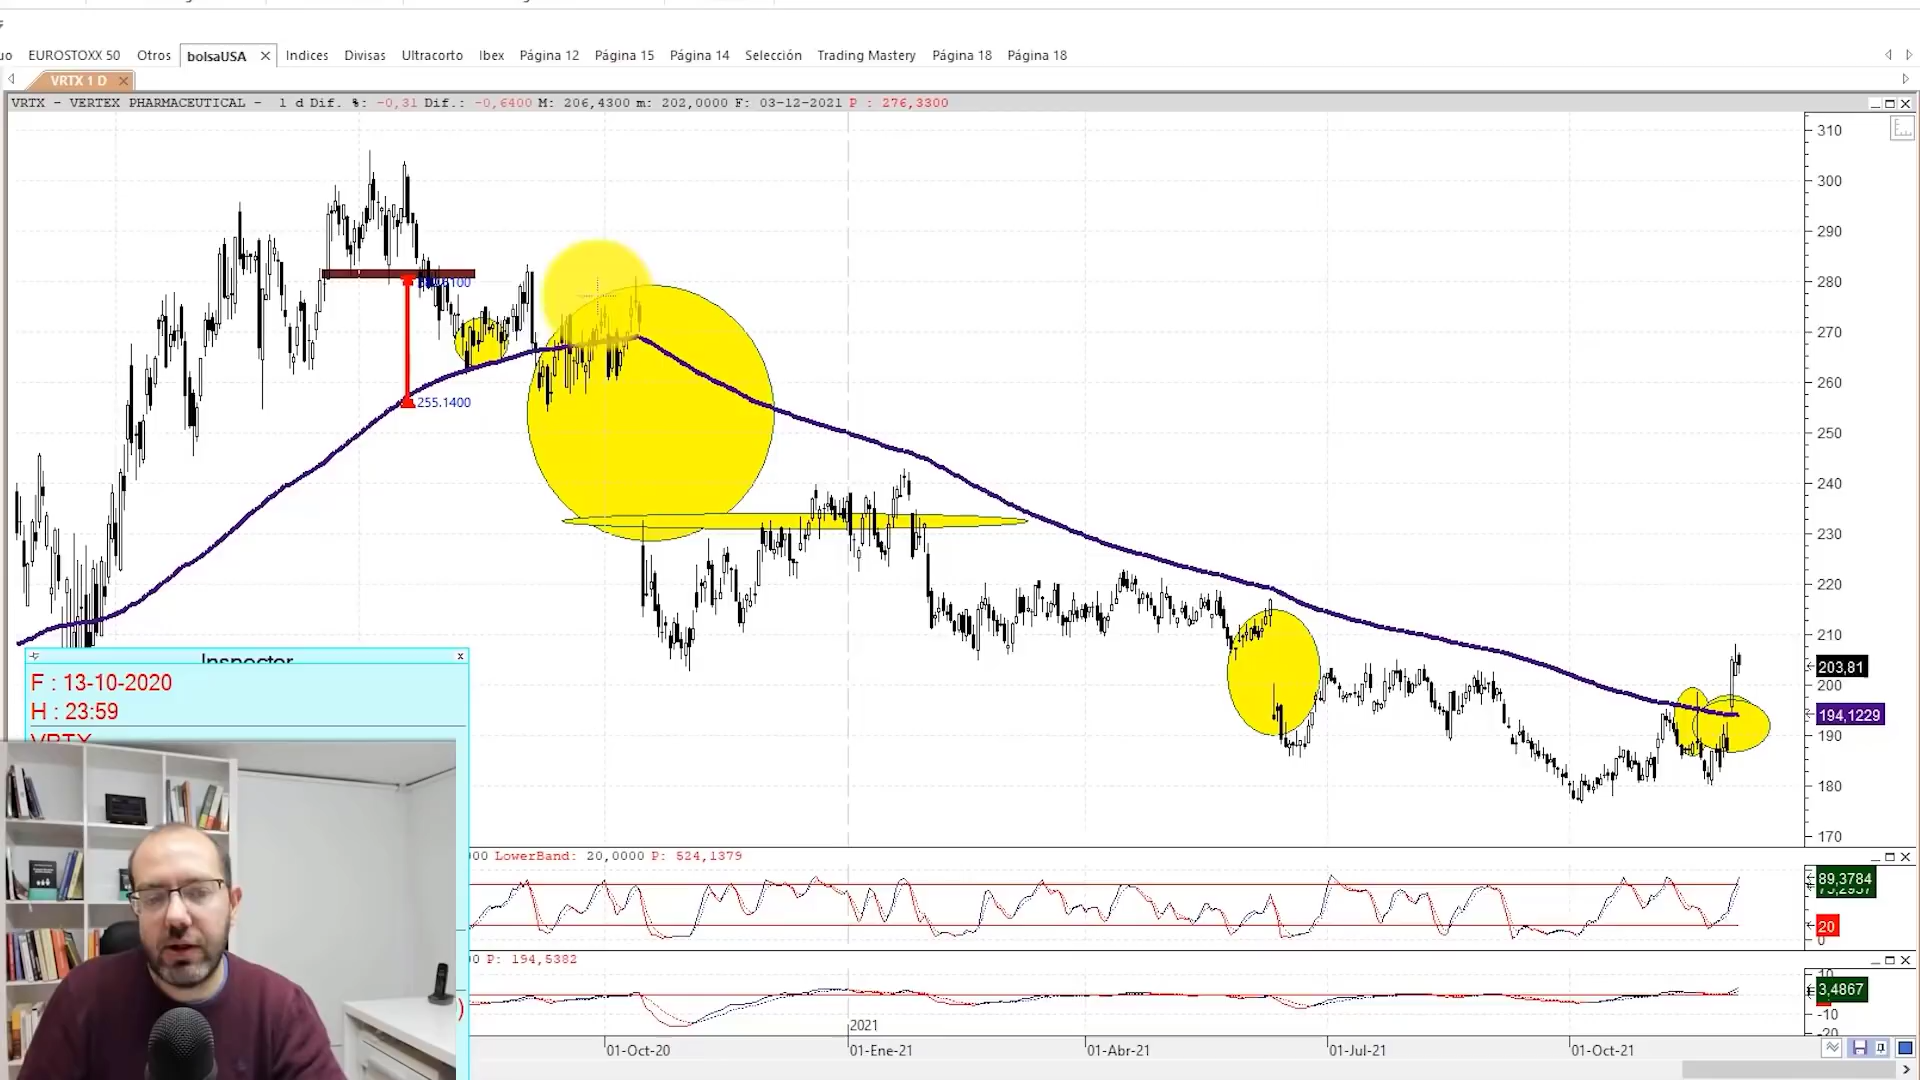 EUROSTOXX 50 Otros bolsaUSA X Indices Divisas Ultracorto Ibex Página 12 Página 15 Página 14 Selección Trading Mastery Página 18 Página 18
VRTX 1 D
VRTX - VERTEX PHARMACEUTICAL - 1 d Dif. %: -0,31 Dif.: -0,6400 M: 206,4300 m: 202,0000 F: 03-12-2021 P : 276,3300
310
300
290
280
270
260
255.1400
250
240
230
220
210
203,81
200
194,1229
190
180
170
Inspector x
F : 13-10-2020
H : 23:59
VRTX
LowerBand: 20,0000 P: 524,1379
89,3784
20
0
P: 194,5382
10
3,4867
-10
-20
2021
01-Oct-20 01-Ene-21 01-Abr-21 01-Jul-21 01-Oct-21